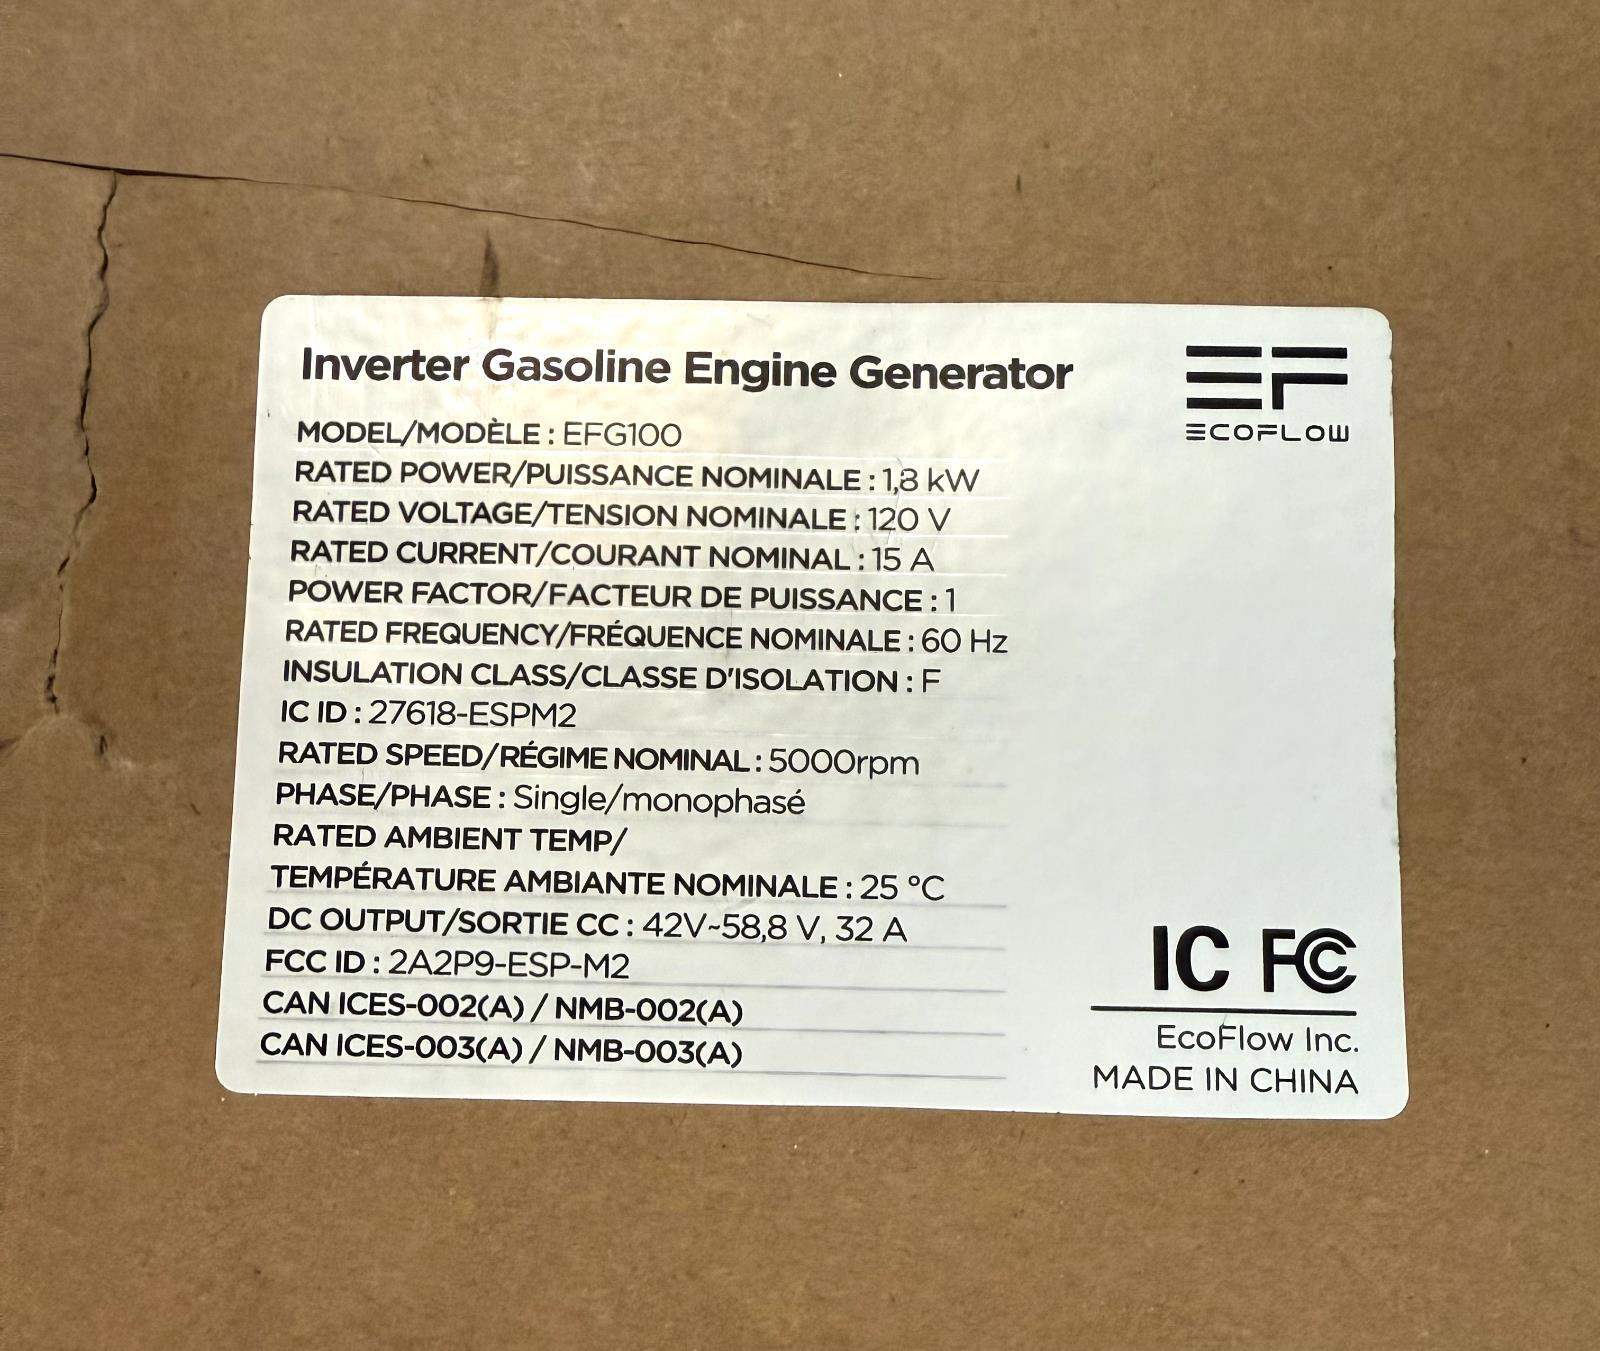 Inverter Gasoline Engine Generator
EF
ECOFLOW
MODEL/MODÈLE : EFG100
RATED POWER/PUISSANCE NOMINALE : 1,8 kW
RATED VOLTAGE/TENSION NOMINALE : 120 V
RATED CURRENT/COURANT NOMINAL : 15 A
POWER FACTOR/FACTEUR DE PUISSANCE : 1
RATED FREQUENCY/FRÉQUENCE NOMINALE : 60 Hz
INSULATION CLASS/CLASSE D'ISOLATION : F
IC ID : 27618-ESPM2
RATED SPEED/RÉGIME NOMINAL : 5000rpm
PHASE/PHASE : Single/monophasé
RATED AMBIENT TEMP/
TEMPÉRATURE AMBIANTE NOMINALE : 25 °C
DC OUTPUT/SORTIE CC : 42V~58,8 V, 32 A
FCC ID : 2A2P9-ESP-M2
CAN ICES-002(A) / NMB-002(A)
CAN ICES-003(A) / NMB-003(A)
IC FC
EcoFlow Inc.
MADE IN CHINA